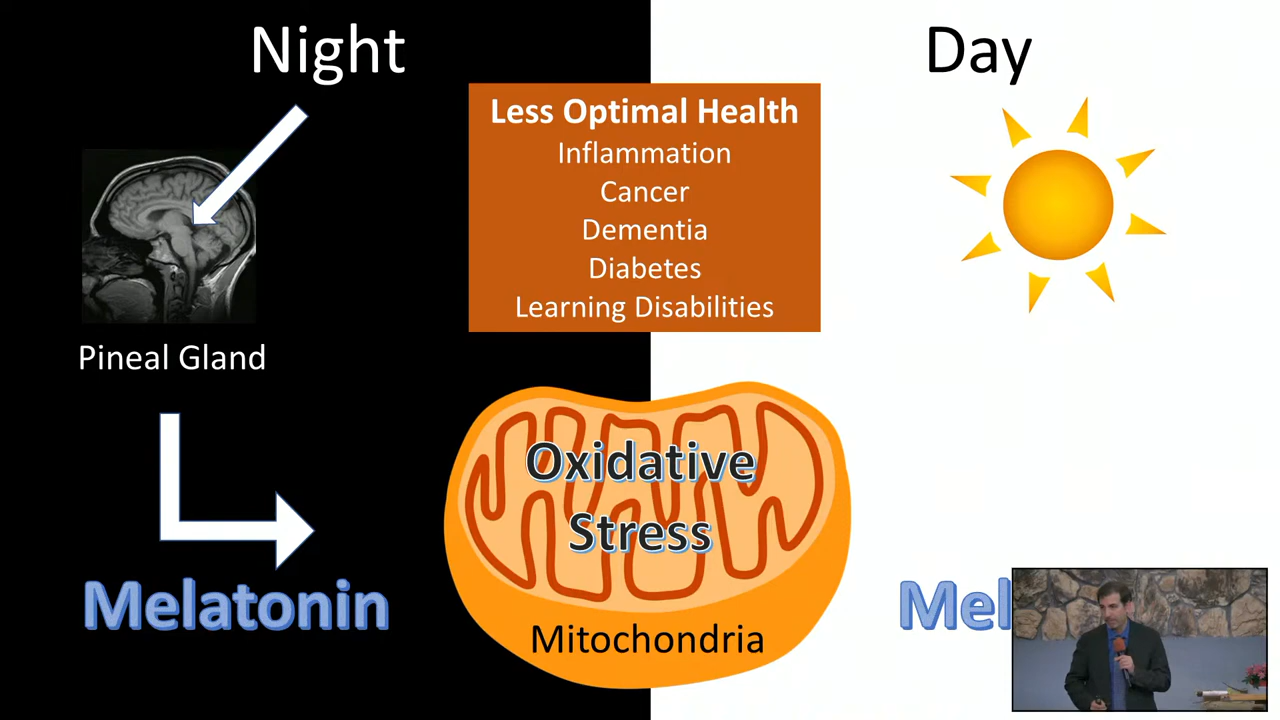 Night
Day
Less Optimal Health
Inflammation
Cancer
Dementia
Diabetes
Learning Disabilities
Pineal Gland
Oxidative
Stress
Melatonin
Mel
Mitochondria